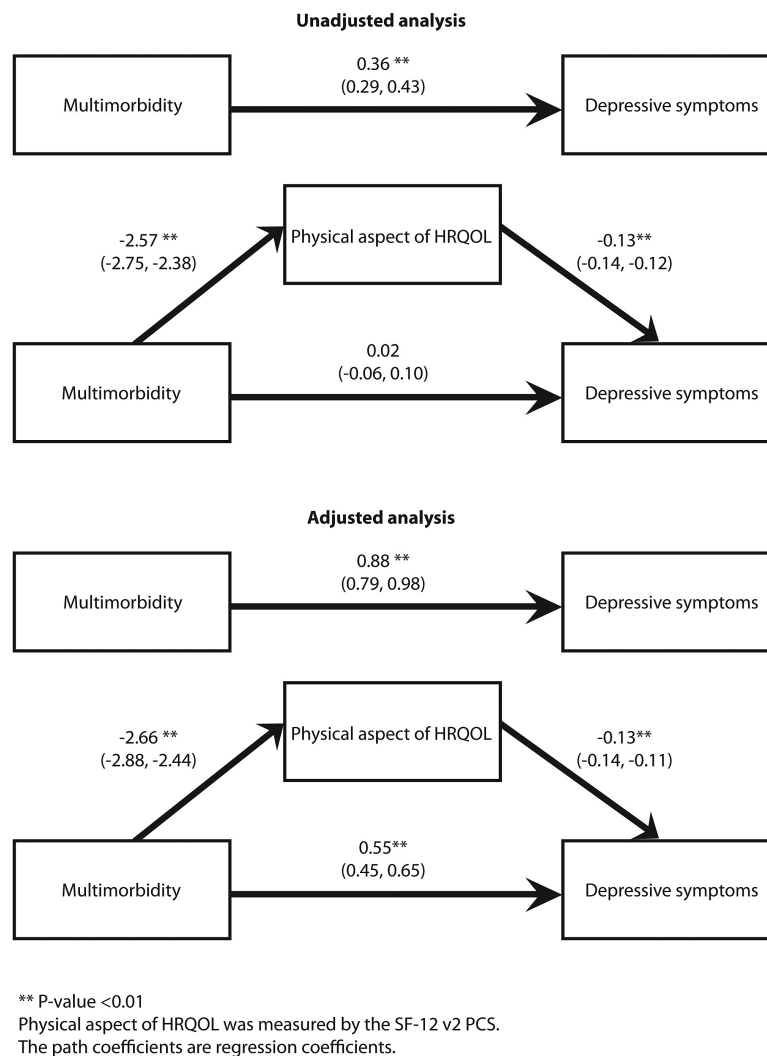 Unadjusted analysis
0.36 **
(0.29, 0.43)
Multimorbidity
Depressive symptoms
-2.57 **
(-2.75, -2.38)
Physical aspect of HRQOL
-0.13**
(-0.14, -0.12)
0.02
(-0.06, 0.10)
Multimorbidity
Depressive symptoms
Adjusted analysis
0.88 **
(0.79, 0.98)
Multimorbidity
Depressive symptoms
-2.66 **
(-2.88, -2.44)
Physical aspect of HRQOL
-0.13**
(-0.14, -0.11)
0.55**
(0.45, 0.65)
Multimorbidity
Depressive symptoms
** P-value <0.01
Physical aspect of HRQOL was measured by the SF-12 v2 PCS.
The path coefficients are regression coefficients.